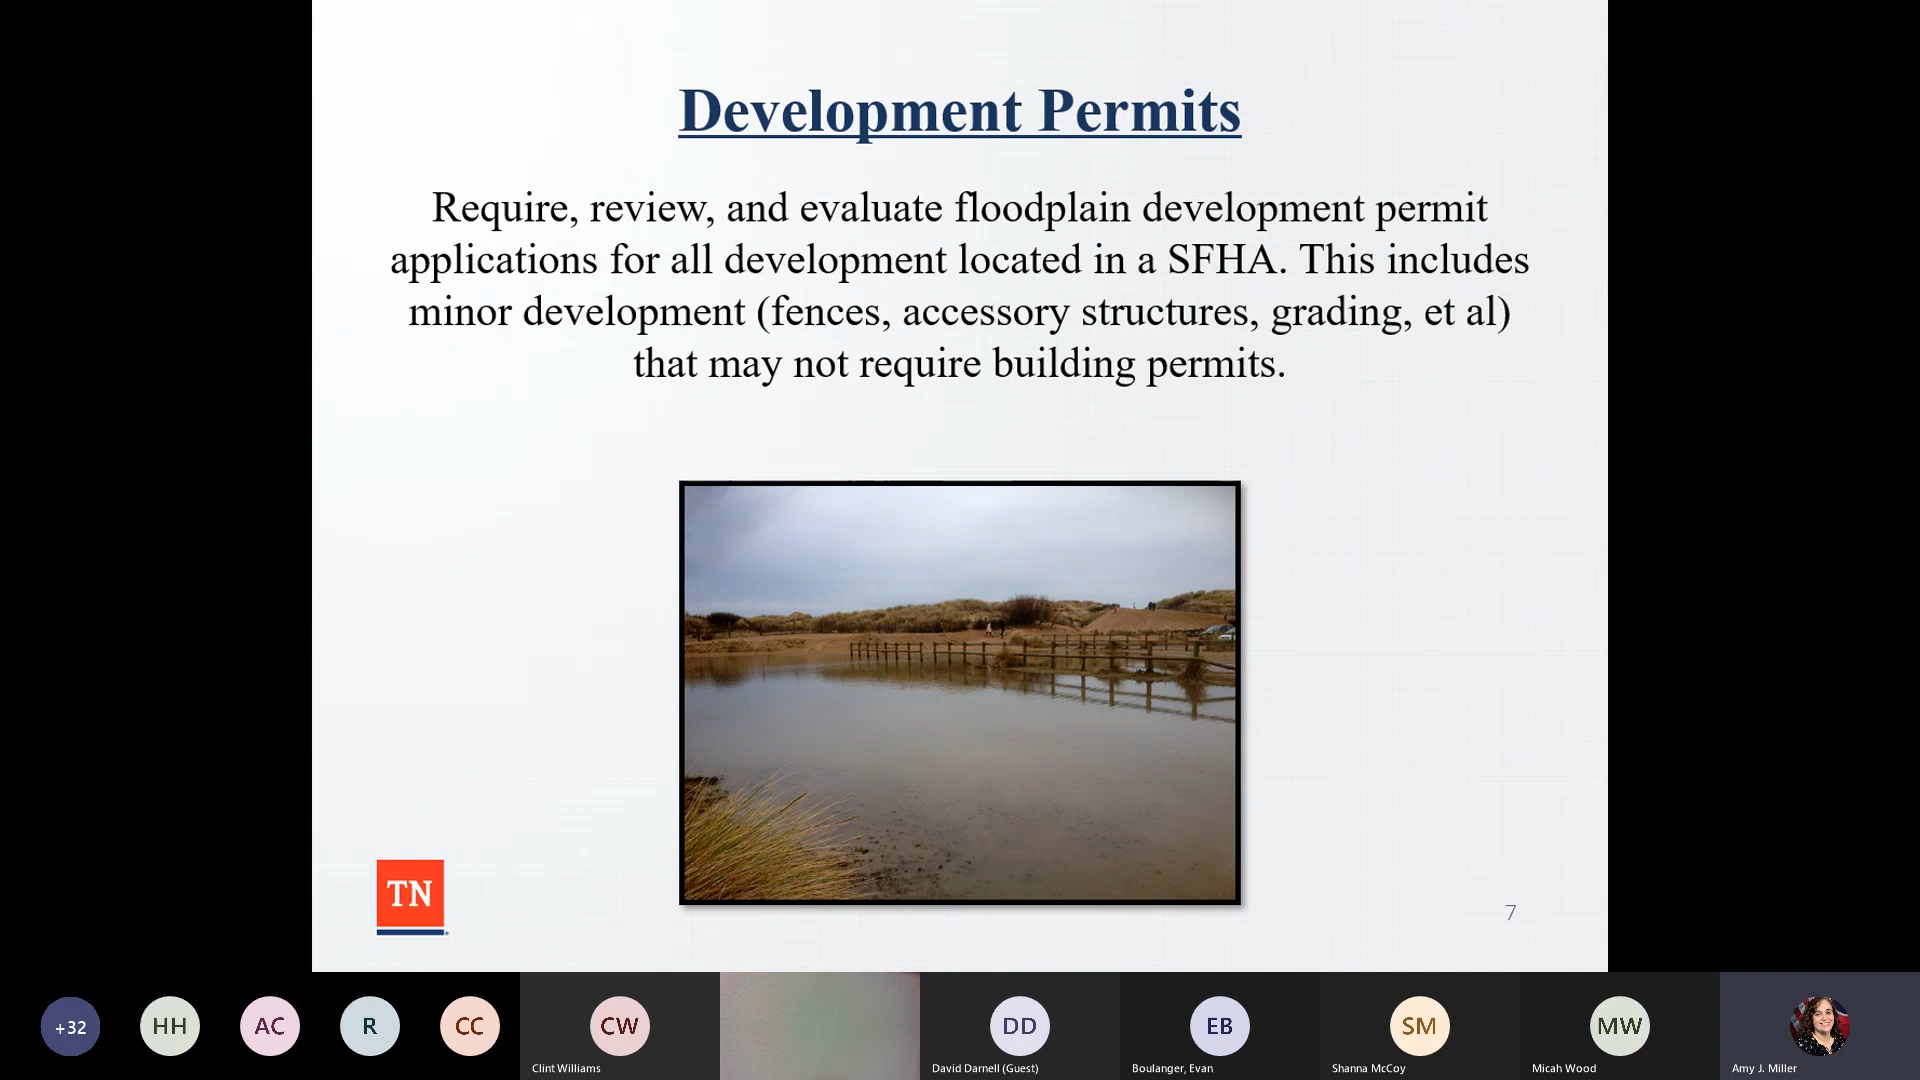 Development Permits
Require, review, and evaluate floodplain development permit
applications for all development located in a SFHA. This includes
minor development (fences, accessory structures, grading, et al)
that may not require building permits.
TN
7
+32
HH
AC
R
CC
CW
DD
EB
SM
MW
Clint Williams
David Darnell (Guest)
Boulanger, Evan
Shanna McCoy
Micah Wood
Amy J. Miller